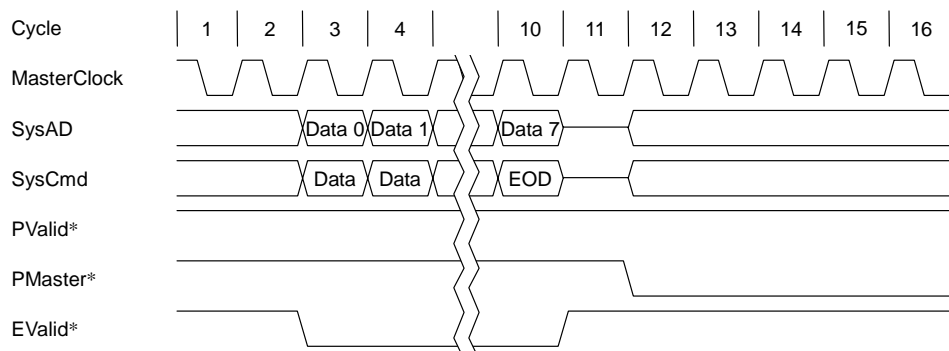 Cycle 1 2 3 4 10 11 12 13 14 15 16
MasterClock
SysAD Data 0 Data 1 Data 7
SysCmd Data Data EOD
PValid*
PMaster*
EValid*